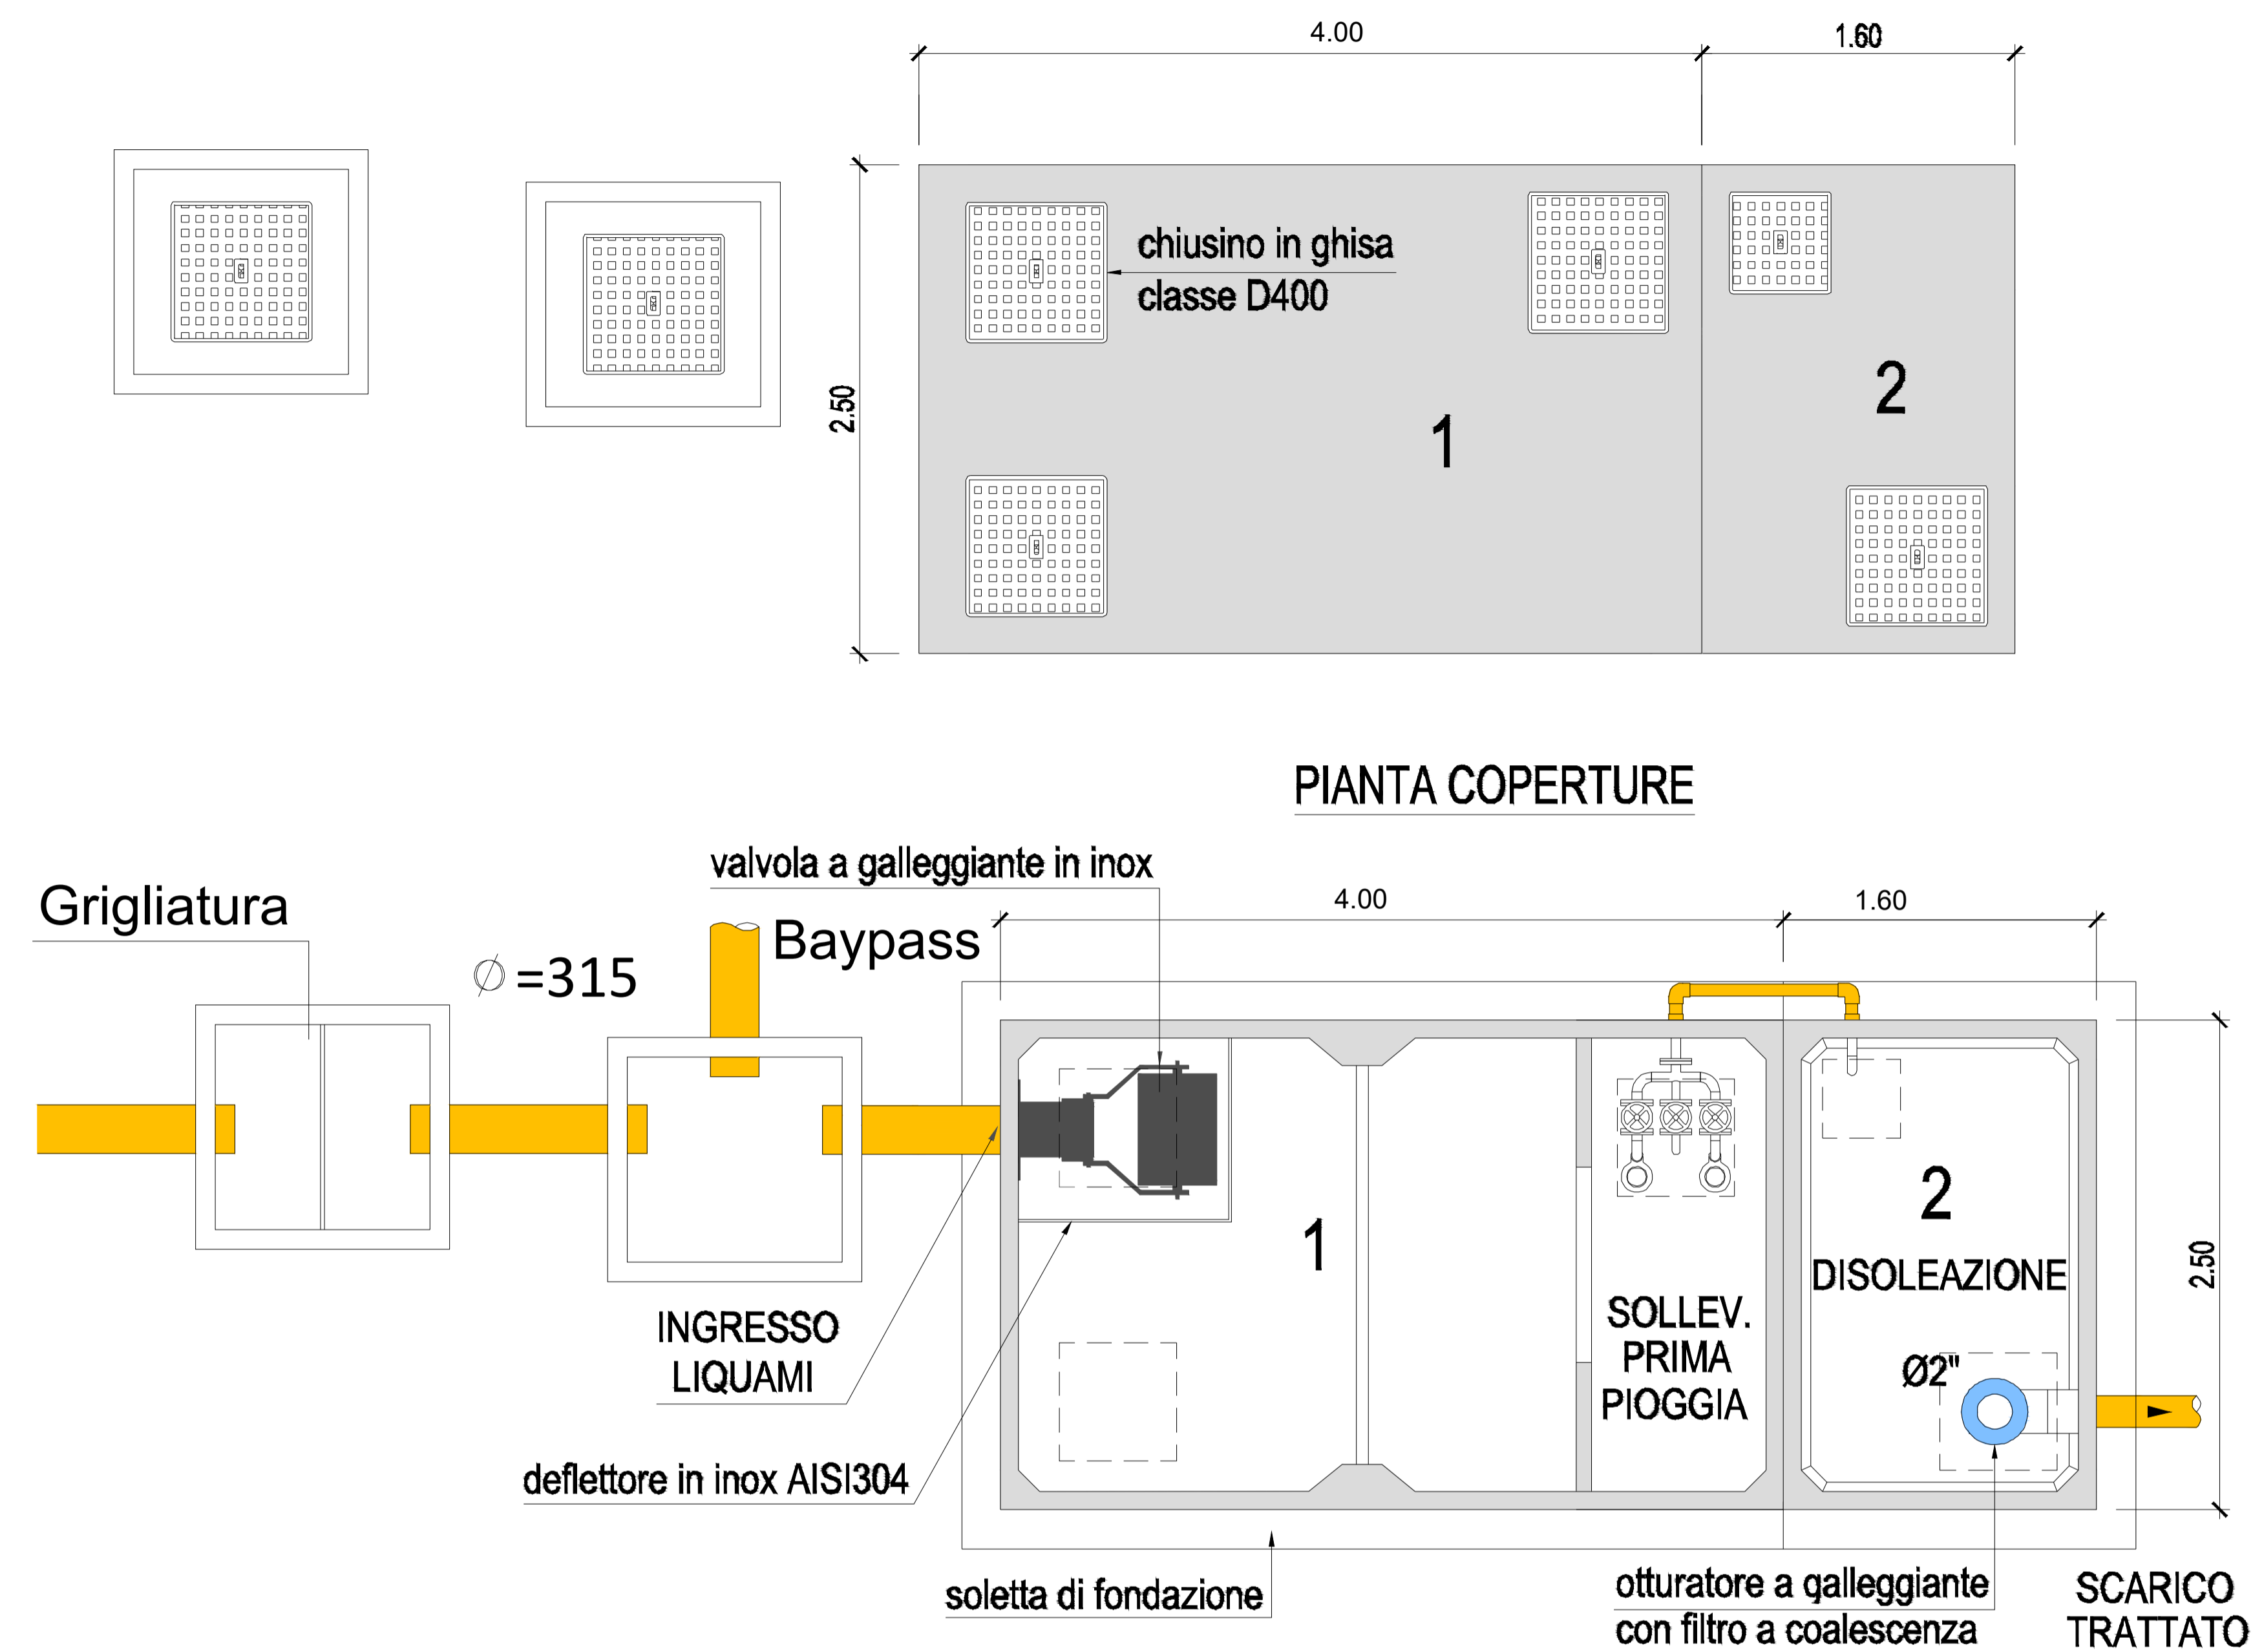 4.00
1.60
chiusino in ghisa
classe D400
2.50
1
2
PIANTA COPERTURE
valvola a galleggiante in inox
Grigliatura
Baypass
4.00
1.60
∅ =315
1
2
DISOLEAZIONE
2.50
INGRESSO
LIQUAMI
SOLLEV.
PRIMA
PIOGGIA
Ø2"
deflettore in inox AISI304
soletta di fondazione
otturatore a galleggiante
con filtro a coalescenza
SCARICO
TRATTATO